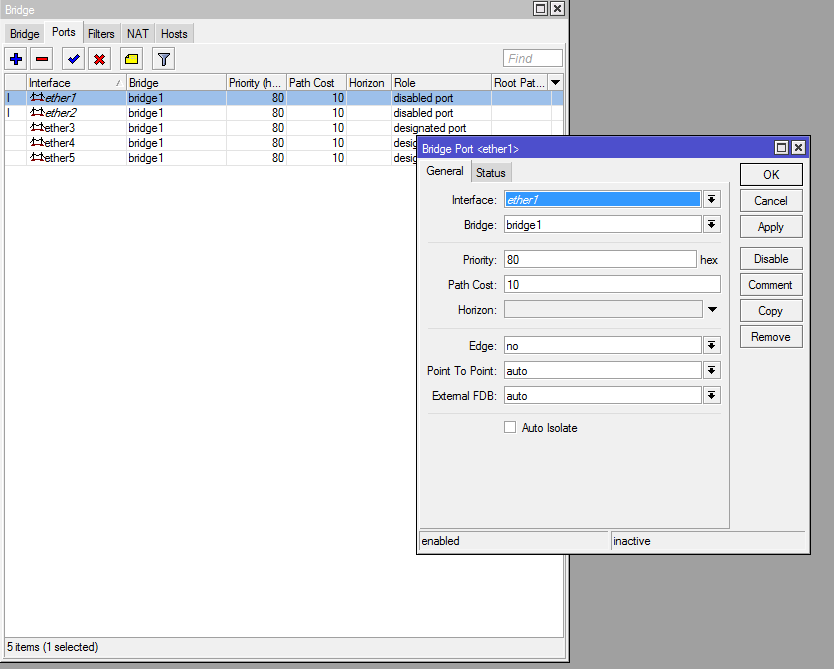 Bridge
Bridge Ports Filters NAT Hosts
Find
Interface Bridge Priority (h... Path Cost Horizon Role Root Pat...
I ether1 bridge1 80 10 disabled port
I ether2 bridge1 80 10 disabled port
ether3 bridge1 80 10 designated port
ether4 bridge1 80 10 desig
ether5 bridge1 80 10 desig
5 items (1 selected)
Bridge Port <ether1>
General Status
Interface: ether1
Bridge: bridge1
Priority: 80 hex
Path Cost: 10
Horizon:
Edge: no
Point To Point: auto
External FDB: auto
Auto Isolate
OK
Cancel
Apply
Disable
Comment
Copy
Remove
enabled inactive